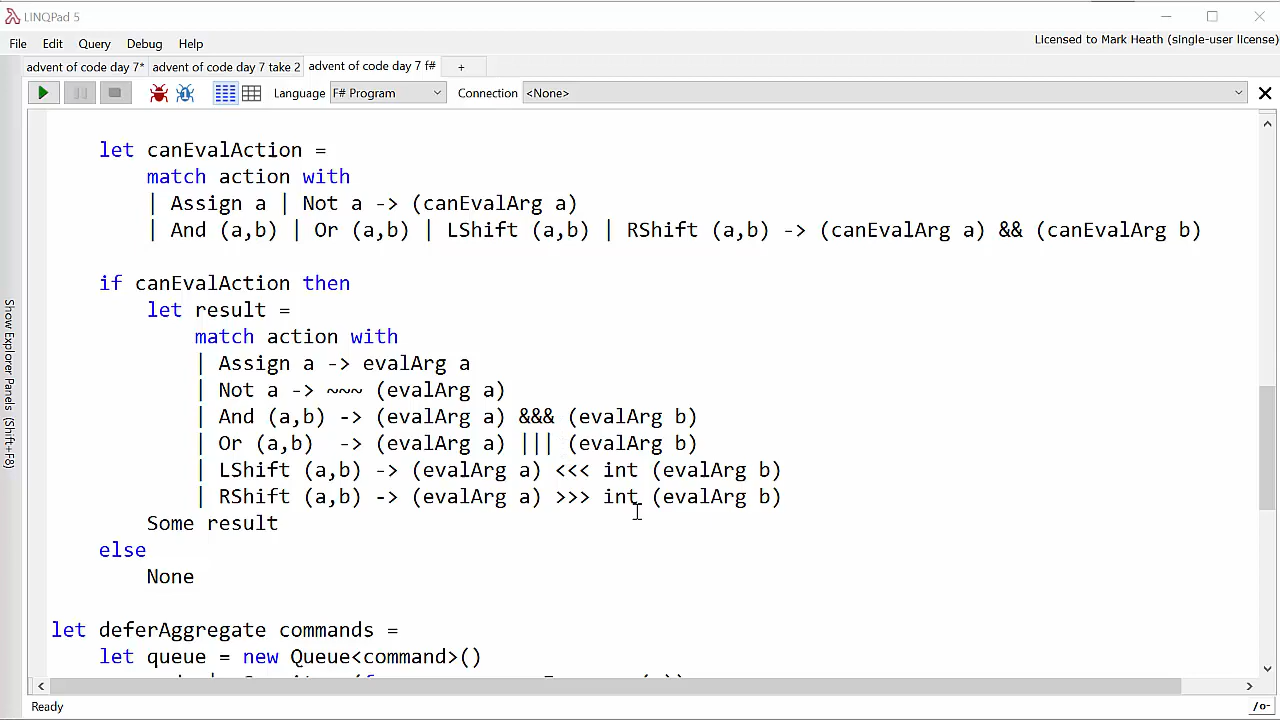 LINQPad 5
File Edit Query Debug Help
Licensed to Mark Heath (single-user license)
advent of code day 7* advent of code day 7 take 2 advent of code day 7 f# +
Language F# Program Connection <None>
Show Explorer Panels (Shift+F8)
let canEvalAction =
match action with
| Assign a | Not a -> (canEvalArg a)
| And (a,b) | Or (a,b) | LShift (a,b) | RShift (a,b) -> (canEvalArg a) && (canEvalArg b)
if canEvalAction then
let result =
match action with
| Assign a -> evalArg a
| Not a -> ~~~ (evalArg a)
| And (a,b) -> (evalArg a) &&& (evalArg b)
| Or (a,b)  -> (evalArg a) ||| (evalArg b)
| LShift (a,b) -> (evalArg a) <<< int (evalArg b)
| RShift (a,b) -> (evalArg a) >>> int (evalArg b)
Some result
else
None
let deferAggregate commands =
let queue = new Queue<command>()
Ready
/o-